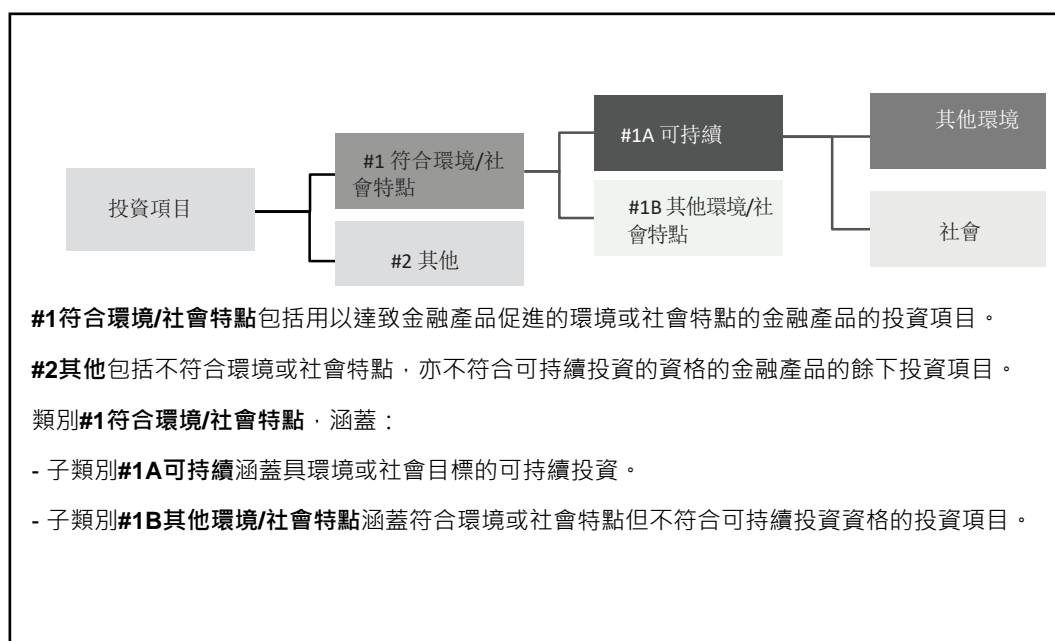 投資項目
#1 符合環境/社
會特點
#2 其他
#1A 可持續
#1B 其他環境/社
會特點
其他環境
社會
#1符合環境/社會特點包括用以達致金融產品促進的環境或社會特點的金融產品的投資項目。
#2其他包括不符合環境或社會特點，亦不符合可持續投資的資格的金融產品的餘下投資項目。
類別#1符合環境/社會特點，涵蓋：
- 子類別#1A可持續涵蓋具環境或社會目標的可持續投資。
- 子類別#1B其他環境/社會特點涵蓋符合環境或社會特點但不符合可持續投資資格的投資項目。